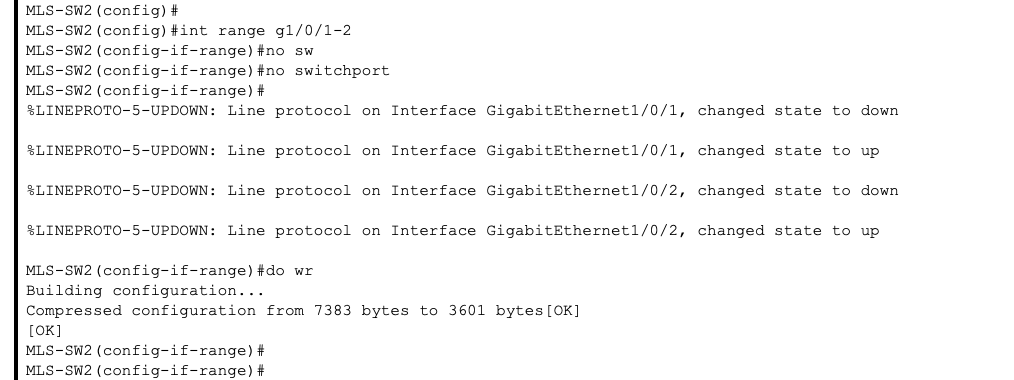 MLS-SW2(config)#
MLS-SW2(config)#int range g1/0/1-2
MLS-SW2(config-if-range)#no sw
MLS-SW2(config-if-range)#no switchport
MLS-SW2(config-if-range)#
%LINEPROTO-5-UPDOWN: Line protocol on Interface GigabitEthernet1/0/1, changed state to down
%LINEPROTO-5-UPDOWN: Line protocol on Interface GigabitEthernet1/0/1, changed state to up
%LINEPROTO-5-UPDOWN: Line protocol on Interface GigabitEthernet1/0/2, changed state to down
%LINEPROTO-5-UPDOWN: Line protocol on Interface GigabitEthernet1/0/2, changed state to up
MLS-SW2(config-if-range)#do wr
Building configuration...
Compressed configuration from 7383 bytes to 3601 bytes[OK]
[OK]
MLS-SW2(config-if-range)#
MLS-SW2(config-if-range)#